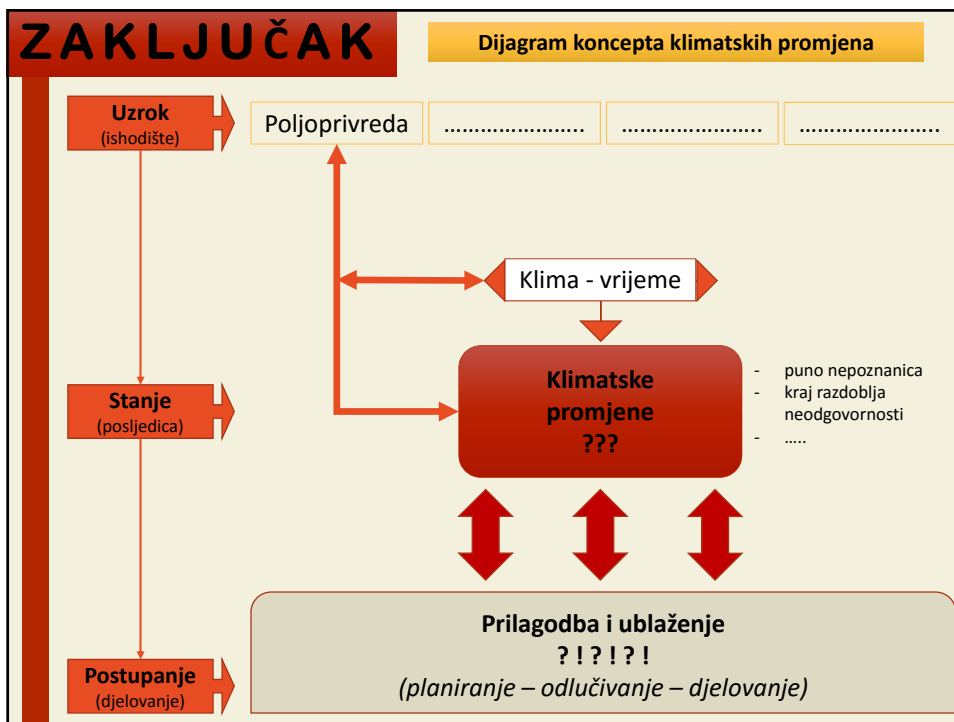 ZAKLJUČAK
Dijagram koncepta klimatskih promjena
Uzrok
(ishodište)
Poljoprivreda
…………………..
…………………..
…………………..
Klima - vrijeme
Stanje
(posljedica)
Klimatske
promjene
???
- puno nepoznanica
- kraj razdoblja
neodgovornosti
- …..
Prilagodba i ublaženje
? ! ? ! ? !
(planiranje – odlučivanje – djelovanje)
Postupanje
(djelovanje)